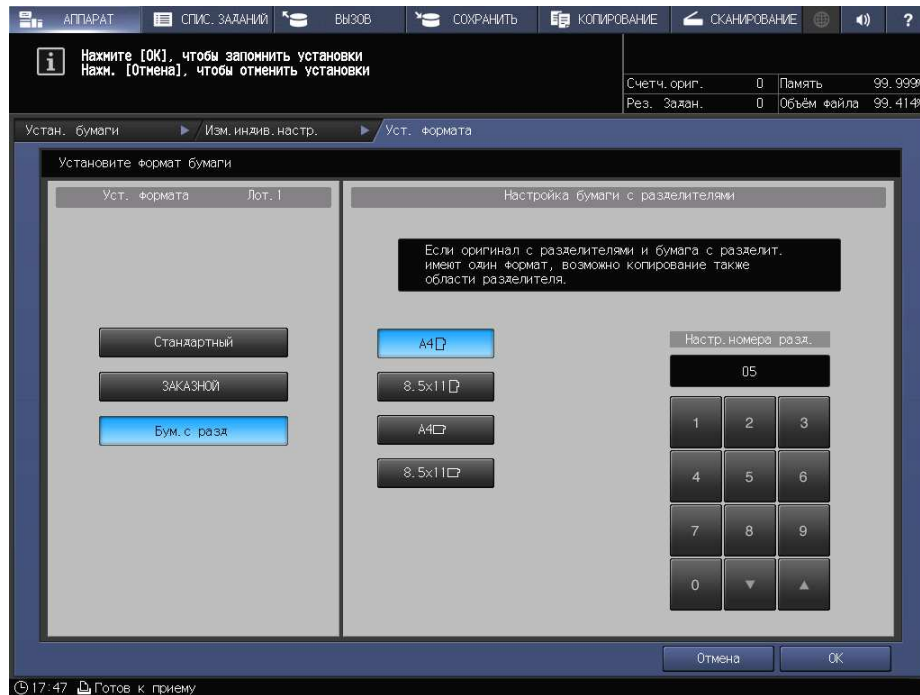 АППАРАТ СПИС. ЗАДАНИЙ ВЫЗОВ СОХРАНИТЬ КОПИРОВАНИЕ СКАНИРОВАНИЕ ?
Нажмите [OK], чтобы запомнить установки
Нажм. [Отмена], чтобы отменить установки
Счетч.ориг. 0 Память 99.999%
Рез. Задан. 0 Объём файла 99.414%
Устан. бумаги Изм.индив.настр. Уст. формата
Установите формат бумаги
Уст. формата Лот.1
Настройка бумаги с разделителями
Если оригинал с разделителями и бумага с разделит.
имеют один формат, возможно копирование также
области разделителя.
Стандартный
ЗАКАЗНОЙ
Бум.с разд
A4
8.5x11
A4
8.5x11
Настр.номера разд.
05
1 2 3
4 5 6
7 8 9
0
Отмена OK
17:47 Готов к приему